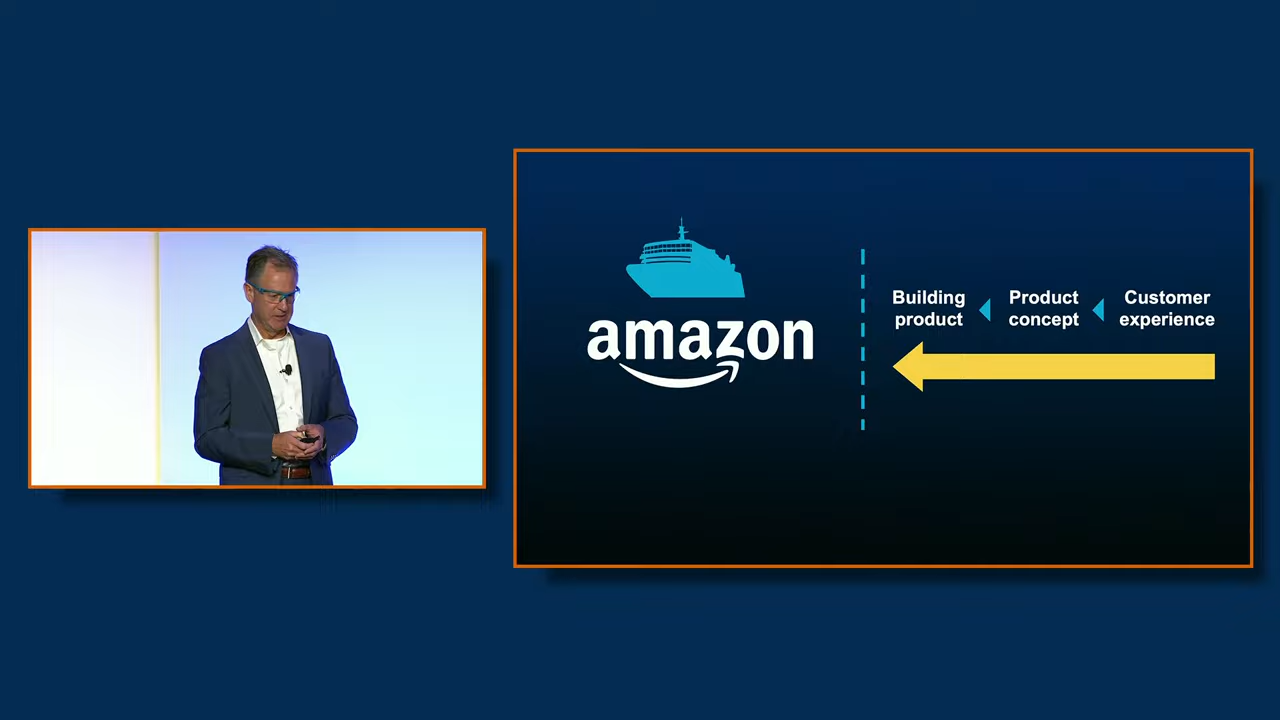 amazon
Building
product
Product
concept
Customer
experience